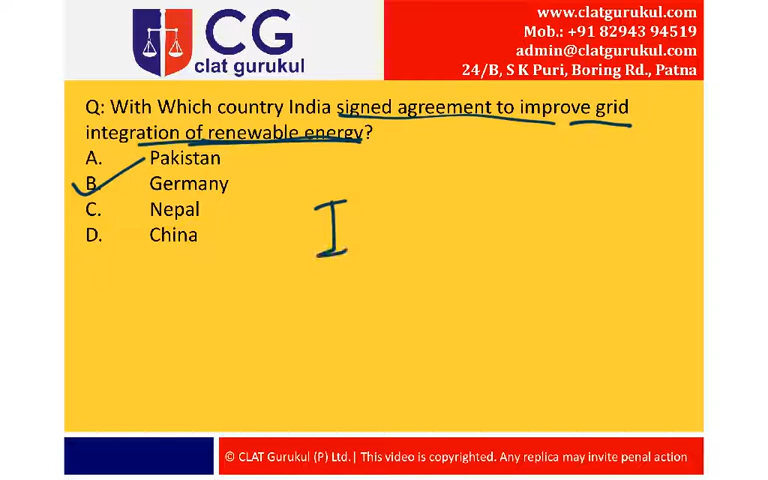 CG
clat gurukul
www.clatgurukul.com
Mob.: +91 82943 94519
admin@clatgurukul.com
24/B, S K Puri, Boring Rd., Patna
Q: With Which country India signed agreement to improve grid
integration of renewable energy?
A. Pakistan
B. Germany
C. Nepal
D. China
I
© CLAT Gurukul (P) Ltd.| This video is copyrighted. Any replica may invite penal action